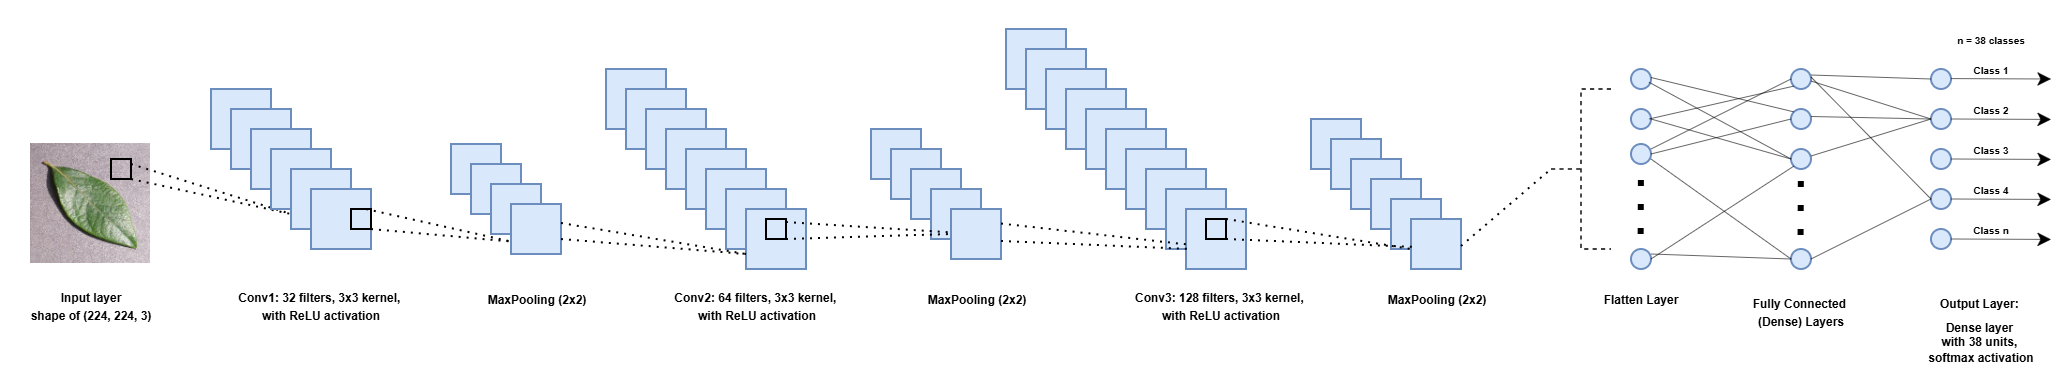 n = 38 classes
Class 1
Class 2
Class 3
Class 4
Class n
Input layer
shape of (224, 224, 3)
Conv1: 32 filters, 3x3 kernel,
with ReLU activation
MaxPooling (2x2)
Conv2: 64 filters, 3x3 kernel,
with ReLU activation
MaxPooling (2x2)
Conv3: 128 filters, 3x3 kernel,
with ReLU activation
MaxPooling (2x2)
Flatten Layer
Fully Connected
(Dense) Layers
Output Layer:
Dense layer
with 38 units,
softmax activation